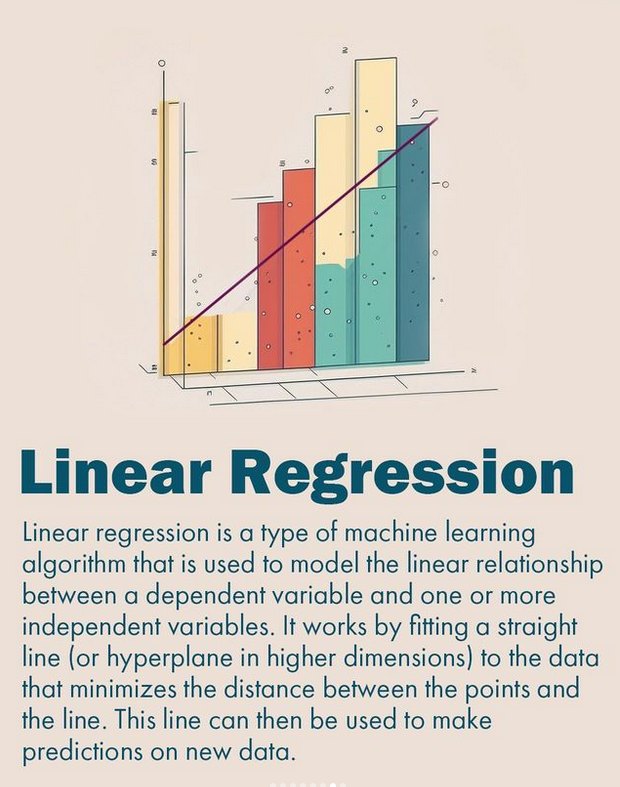 Linear Regression
Linear regression is a type of machine learning
algorithm that is used to model the linear relationship
between a dependent variable and one or more
independent variables. It works by fitting a straight
line (or hyperplane in higher dimensions) to the data
that minimizes the distance between the points and
the line. This line can then be used to make
predictions on new data.